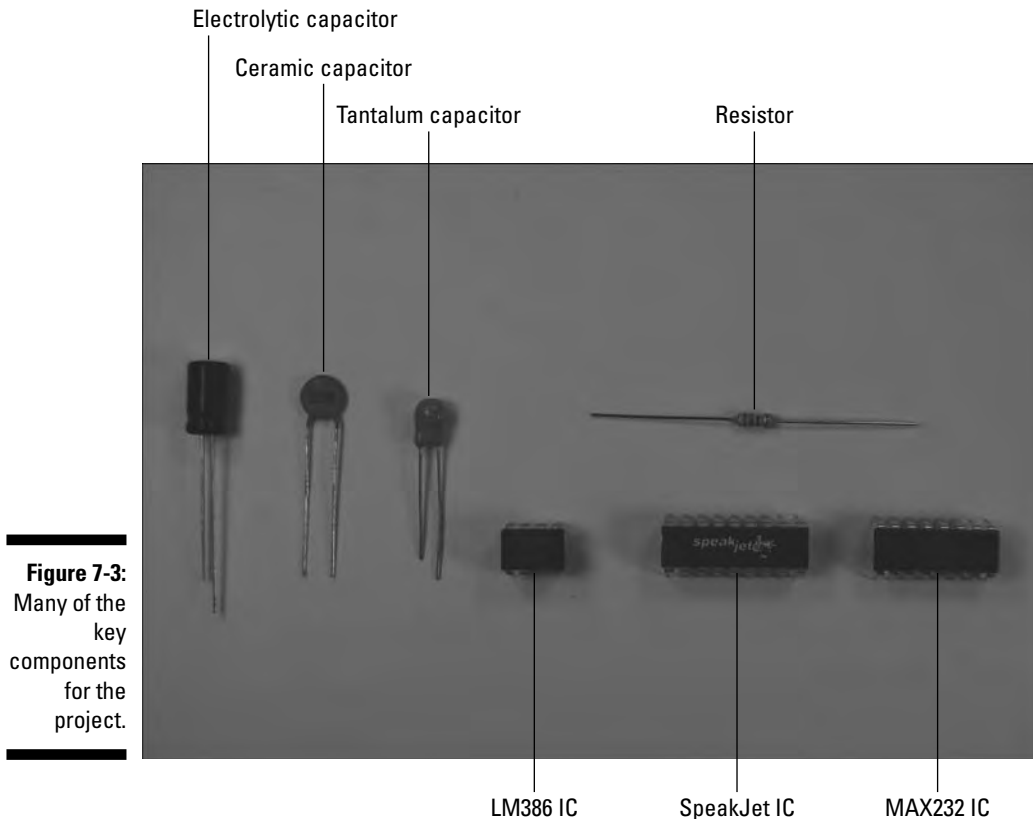 Electrolytic capacitor
Ceramic capacitor
Tantalum capacitor
Resistor
speakjet
Figure 7-3:
Many of the
key
components
for the
project.
LM386 IC
SpeakJet IC
MAX232 IC